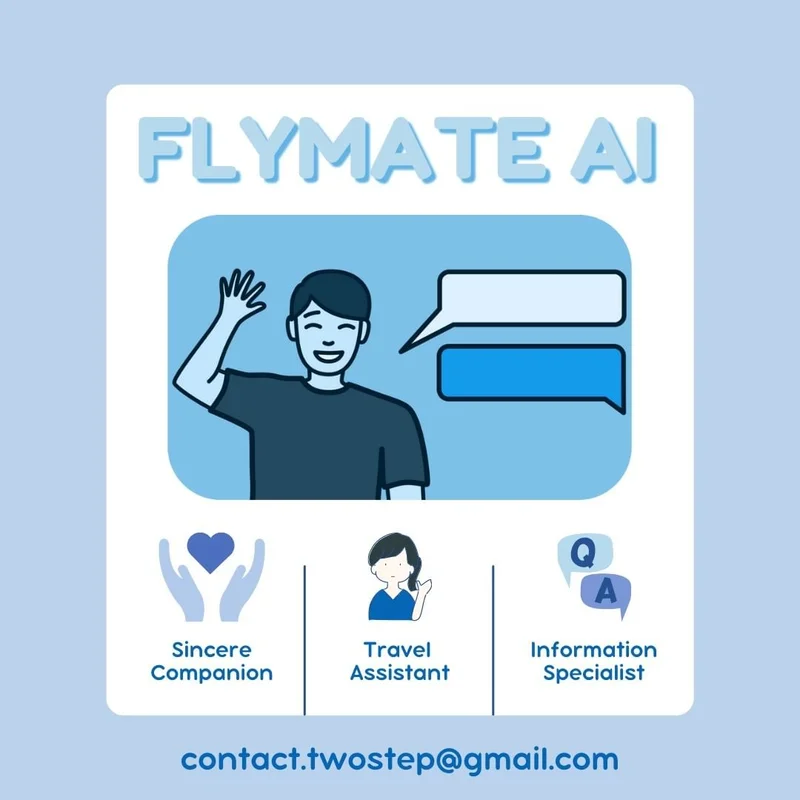 FLYMATE AI
Sincere
Companion
Travel
Assistant
Q
A
Information
Specialist
contact.twostep@gmail.com